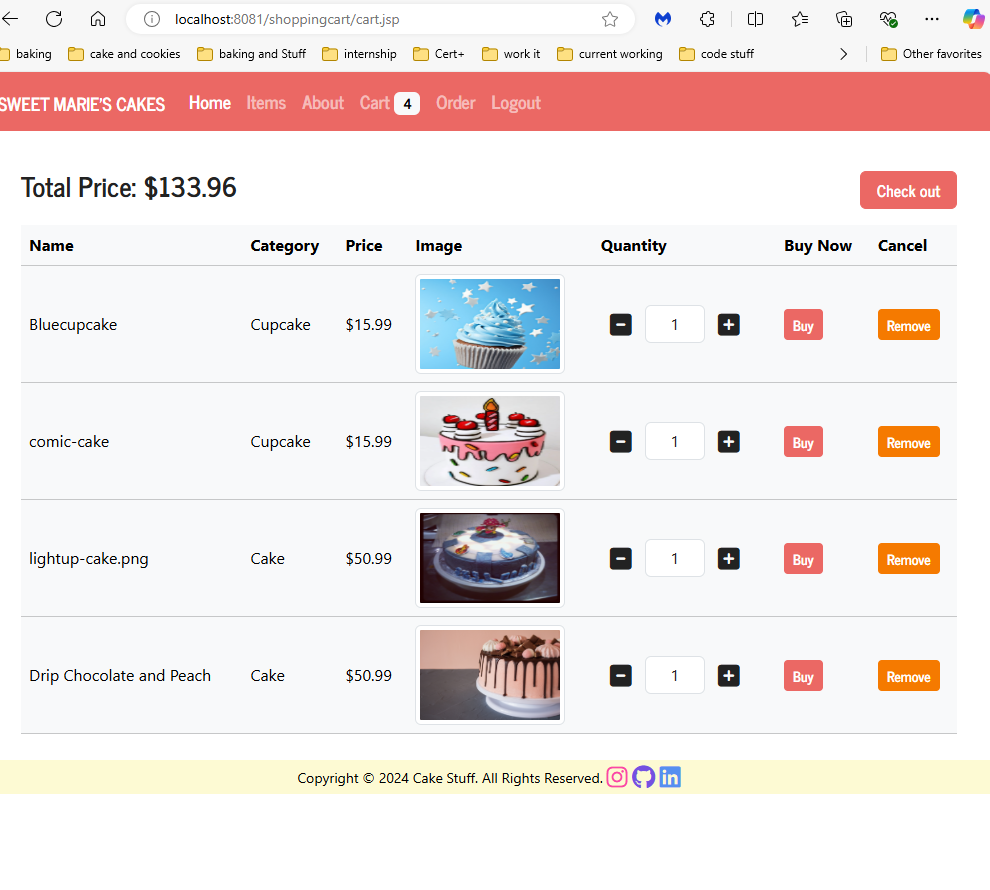 localhost:8081/shoppingcart/cart.jsp
baking cake and cookies baking and Stuff internship Cert+ work it current working code stuff Other favorites
SWEET MARIE'S CAKES Home Items About Cart 4 Order Logout
Total Price: $133.96 Check out
Name Category Price Image Quantity Buy Now Cancel
Bluecupcake Cupcake $15.99 1 Buy Remove
comic-cake Cupcake $15.99 1 Buy Remove
lightup-cake.png Cake $50.99 1 Buy Remove
Drip Chocolate and Peach Cake $50.99 1 Buy Remove
Copyright © 2024 Cake Stuff. All Rights Reserved.